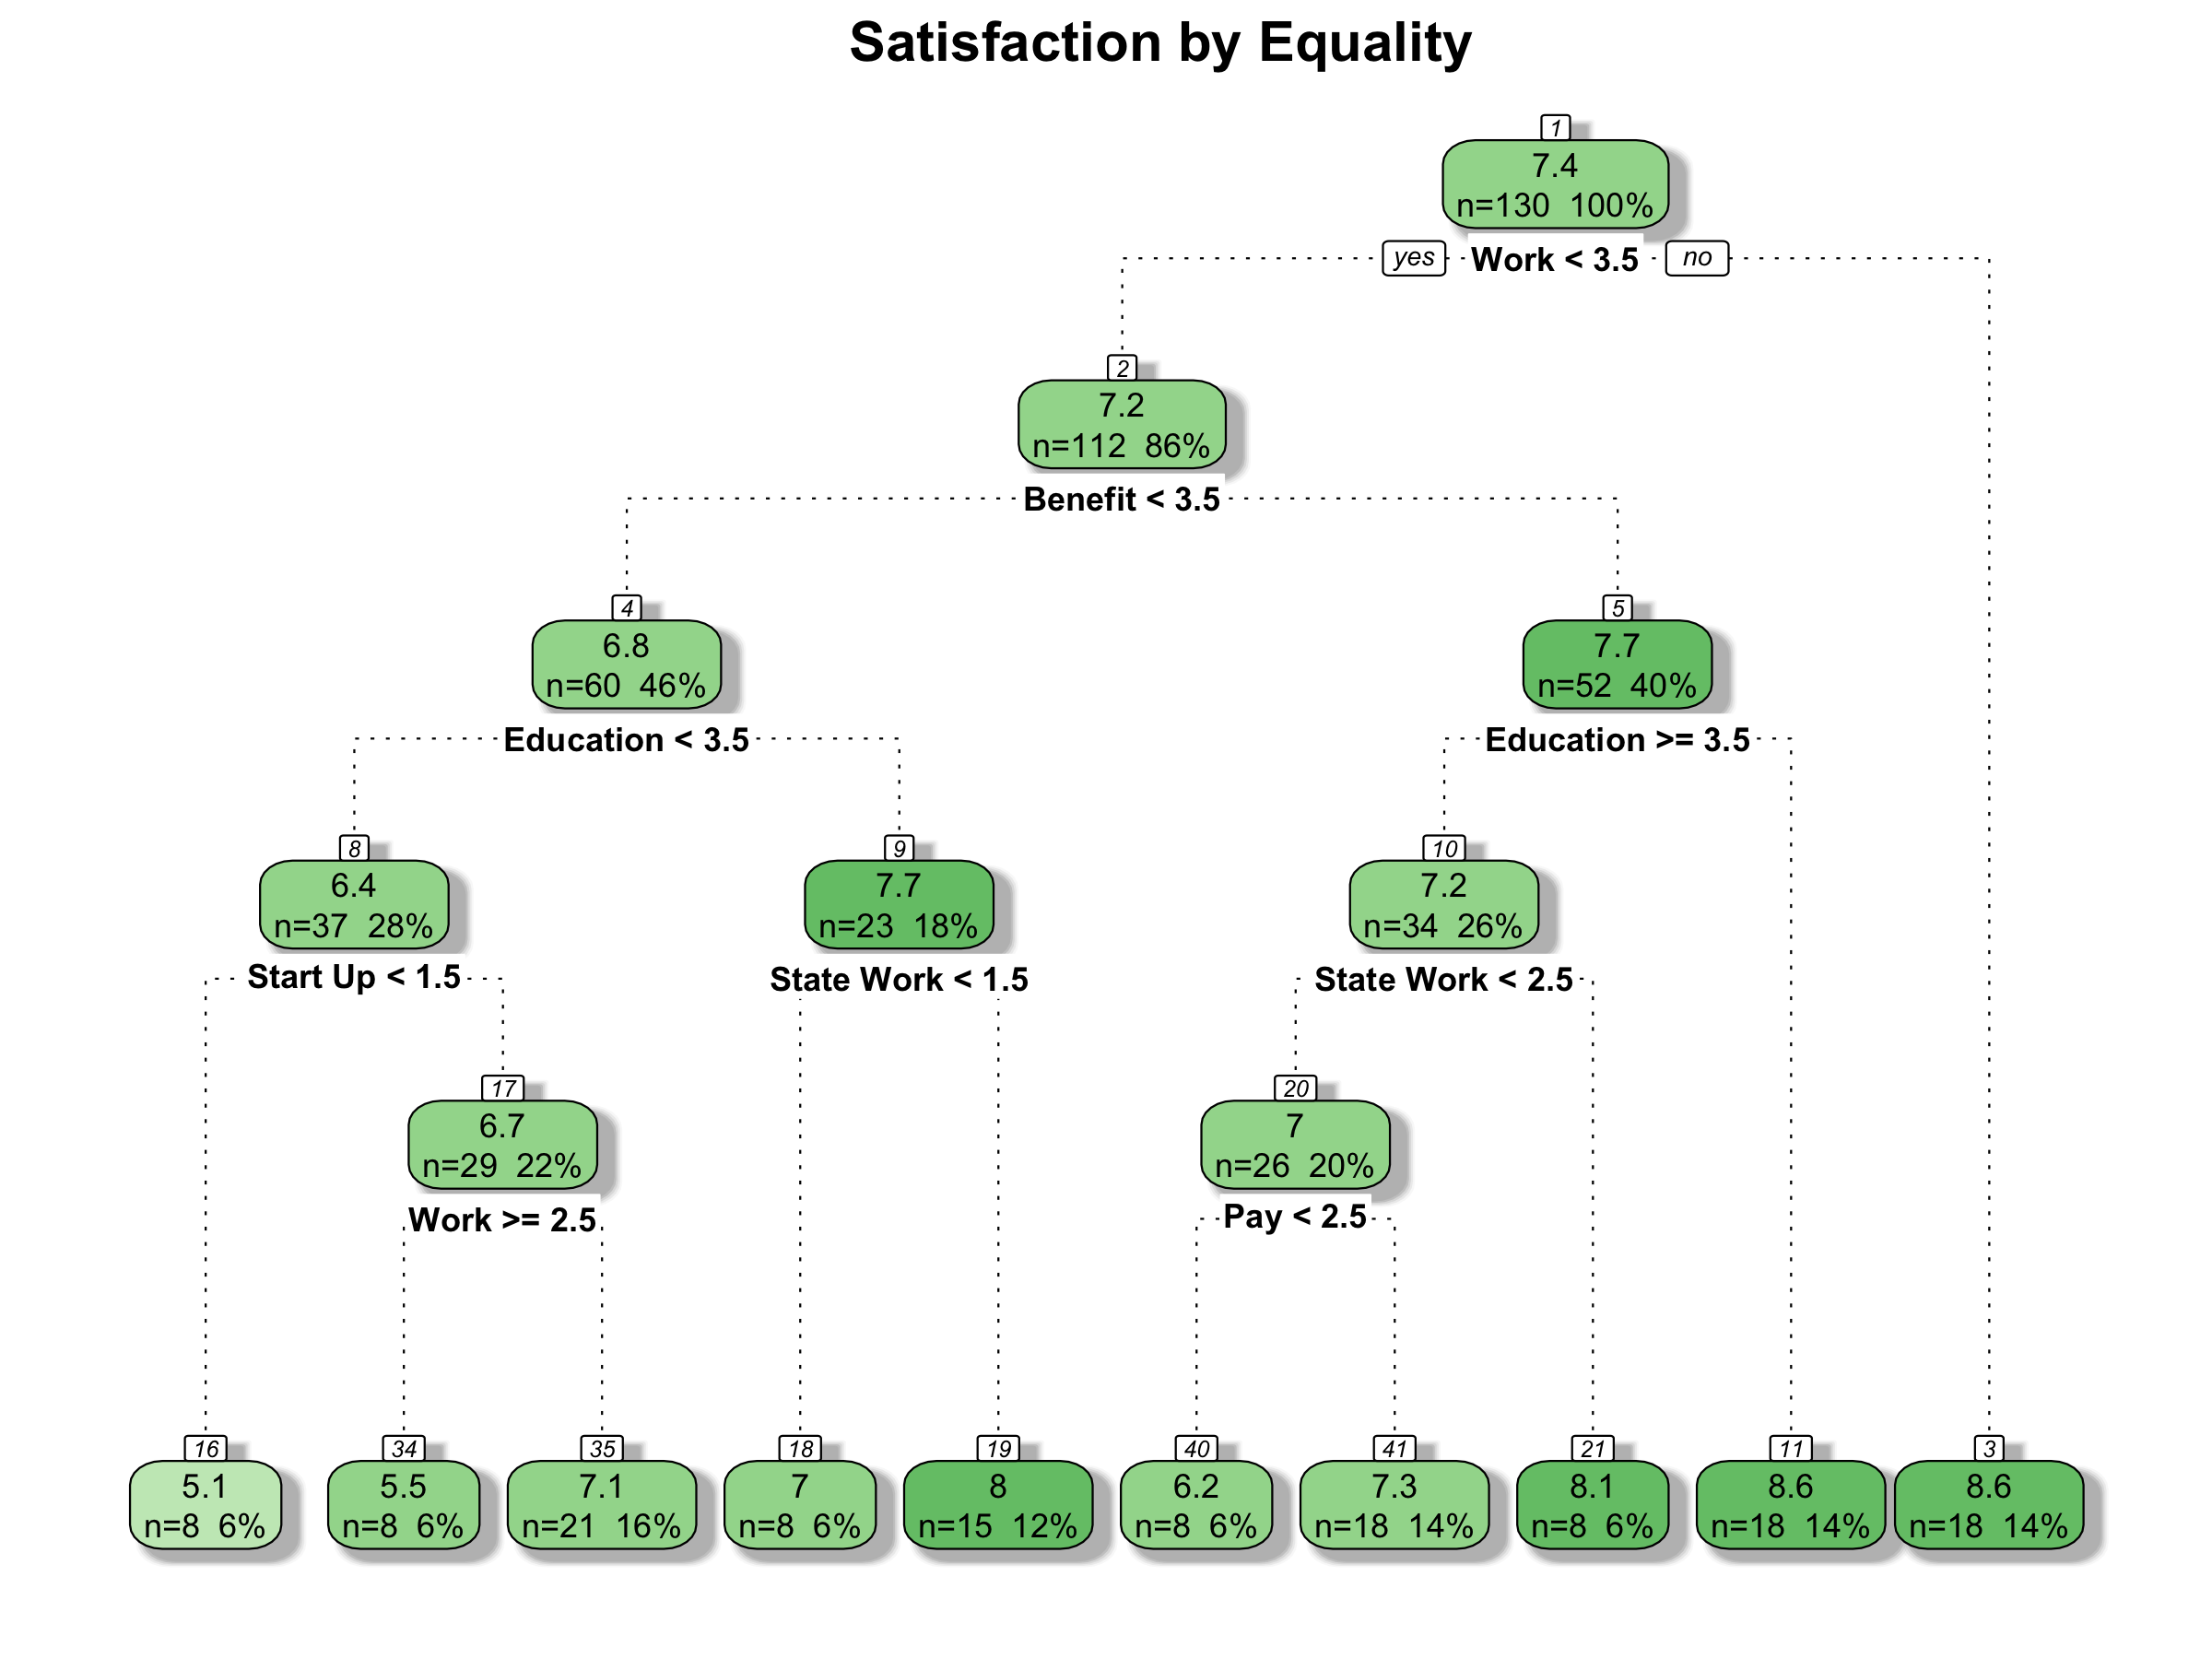 Satisfaction by Equality
1
7.4
n=130 100%
yes Work < 3.5 no
2
7.2
n=112 86%
Benefit < 3.5
4 5
6.8 7.7
n=60 46% n=52 40%
Education < 3.5 Education >= 3.5
8 9 10
6.4 7.7 7.2
n=37 28% n=23 18% n=34 26%
Start Up < 1.5 State Work < 1.5 State Work < 2.5
17 20
6.7 7
n=29 22% n=26 20%
Work >= 2.5 Pay < 2.5
16 34 35 18 19 40 41 21 11 3
5.1 5.5 7.1 7 8 6.2 7.3 8.1 8.6 8.6
n=8 6% n=8 6% n=21 16% n=8 6% n=15 12% n=8 6% n=18 14% n=8 6% n=18 14% n=18 14%